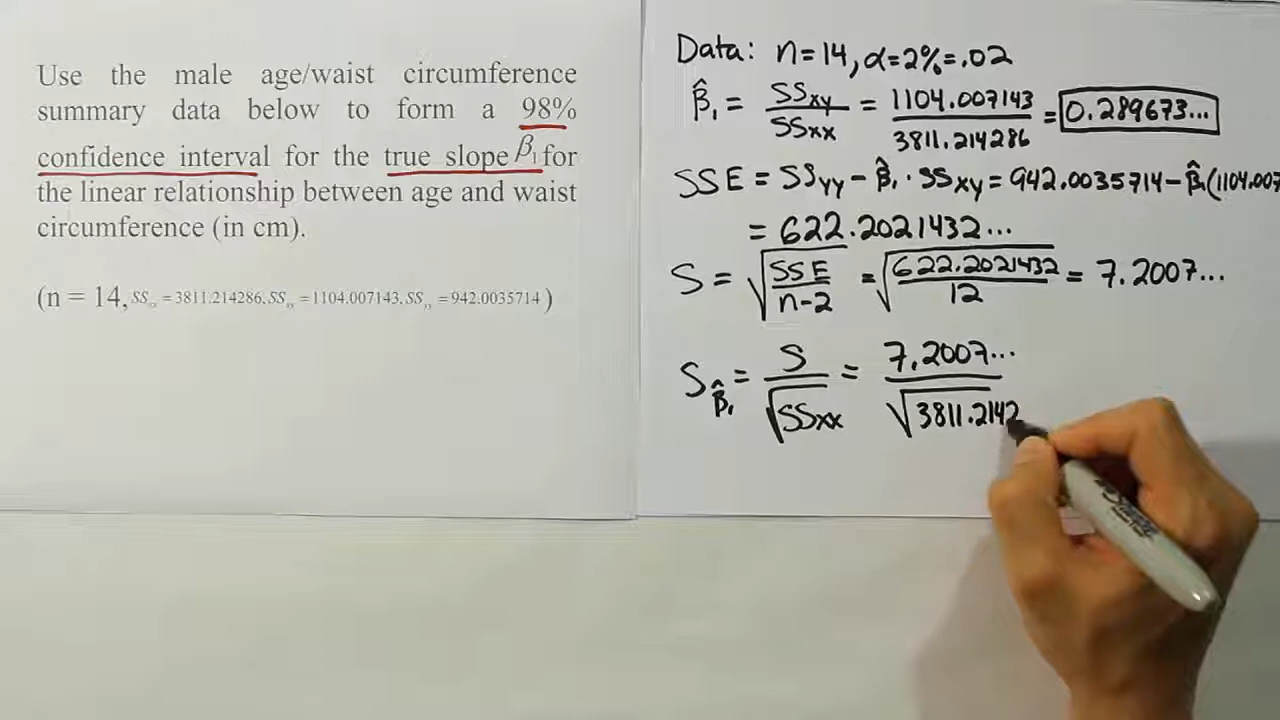 Use the male age/waist circumference
summary data below to form a 98%
confidence interval for the true slope β₁ for
the linear relationship between age and waist
circumference (in cm).
(n = 14, SS = 3811.214286, SS = 1104.007143, SS = 942.0035714)
Data: n=14, α=2%=.02
β̂₁ = SSxy/SSxx = 1104.007143/3811.214286 = 0.289673...
SSE = SSyy - β̂₁ · SSxy = 942.0035714 - β̂₁(1104.007
= 622.2021432...
S = √(SSE/n-2) = √(622.2021432/12) = 7.2007...
Sβ̂₁ = S/√SSxx = 7.2007.../√3811.2142